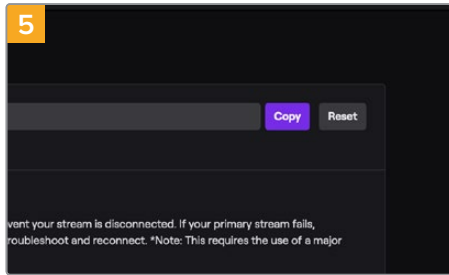 5
Copy Reset
vent your stream is disconnected. If your primary stream fails,
roubleshoot and reconnect. *Note: This requires the use of a major